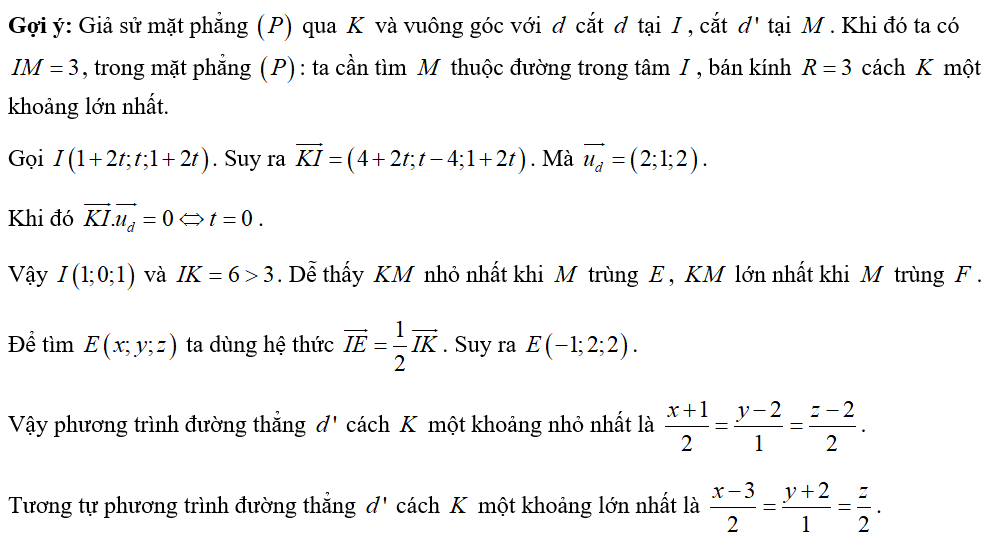 Gợi ý: Giả sử mặt phẳng (P) qua K và vuông góc với d cắt d tại I, cắt d' tại M. Khi đó ta có
IM = 3, trong mặt phẳng (P): ta cần tìm M thuộc đường trong tâm I, bán kính R = 3 cách K một
khoảng lớn nhất.
Gọi I(1+2t;t;1+2t). Suy ra \overrightarrow{KI} = (4+2t;t−4;1+2t). Mà \overrightarrow{u_d} = (2;1;2).
Khi đó \overrightarrow{KI}.\overrightarrow{u_d} = 0 ⇔ t = 0.
Vậy I(1;0;1) và IK = 6 > 3. Dễ thấy KM nhỏ nhất khi M trùng E, KM lớn nhất khi M trùng F.
Để tìm E(x;y;z) ta dùng hệ thức \overrightarrow{IE} = \frac{1}{2}\overrightarrow{IK}. Suy ra E(−1;2;2).
Vậy phương trình đường thẳng d' cách K một khoảng nhỏ nhất là \frac{x+1}{2} = \frac{y−2}{1} = \frac{z−2}{2}.
Tương tự phương trình đường thẳng d' cách K một khoảng lớn nhất là \frac{x−3}{2} = \frac{y+2}{1} = \frac{z}{2}.